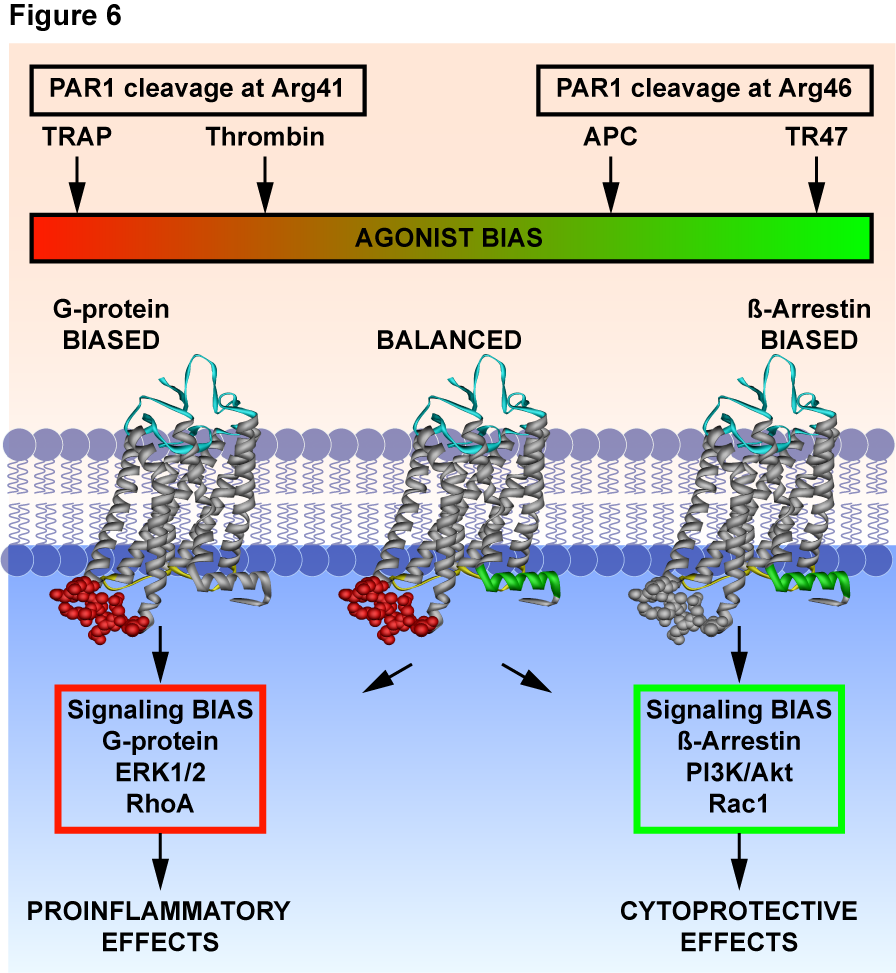 Figure 6
PAR1 cleavage at Arg41
PAR1 cleavage at Arg46
TRAP
Thrombin
APC
TR47
AGONIST BIAS
G-protein
BIASED
BALANCED
ß-Arrestin
BIASED
Signaling BIAS
G-protein
ERK1/2
RhoA
Signaling BIAS
ß-Arrestin
PI3K/Akt
Rac1
PROINFLAMMATORY
EFFECTS
CYTOPROTECTIVE
EFFECTS